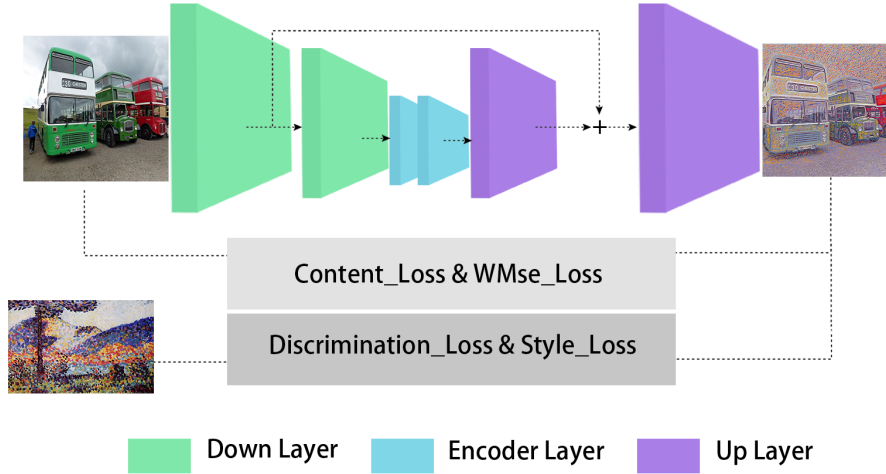 +
Content_Loss & WMse_Loss
Discrimination_Loss & Style_Loss
Down Layer
Encoder Layer
Up Layer